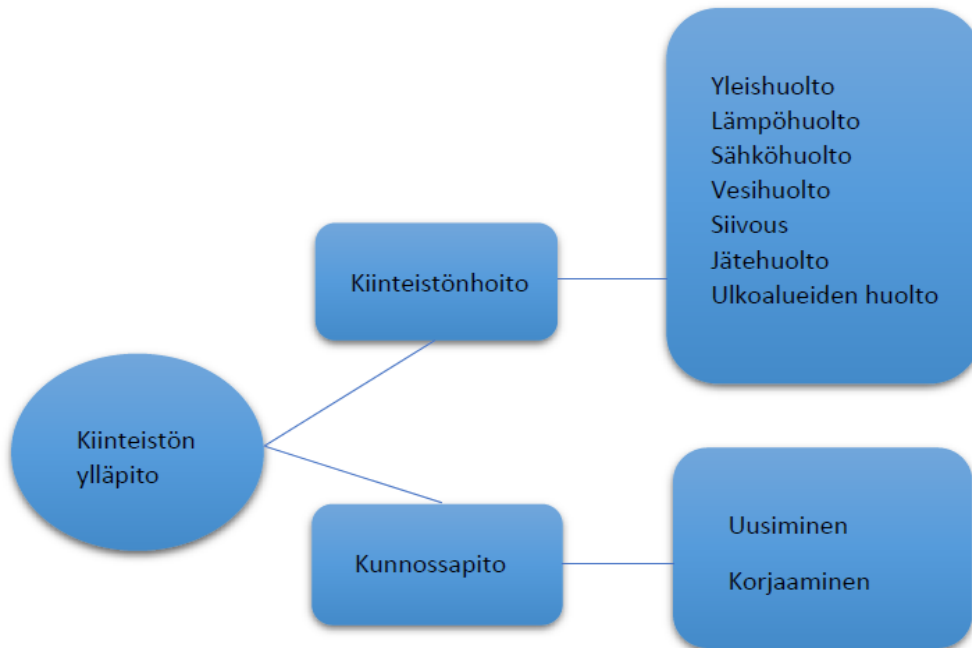 Kiinteistön
ylläpito
Kiinteistönhoito
Yleishuolto
Lämpöhuolto
Sähköhuolto
Vesihuolto
Siivous
Jätehuolto
Ulkoalueiden huolto
Kunnossapito
Uusiminen
Korjaaminen